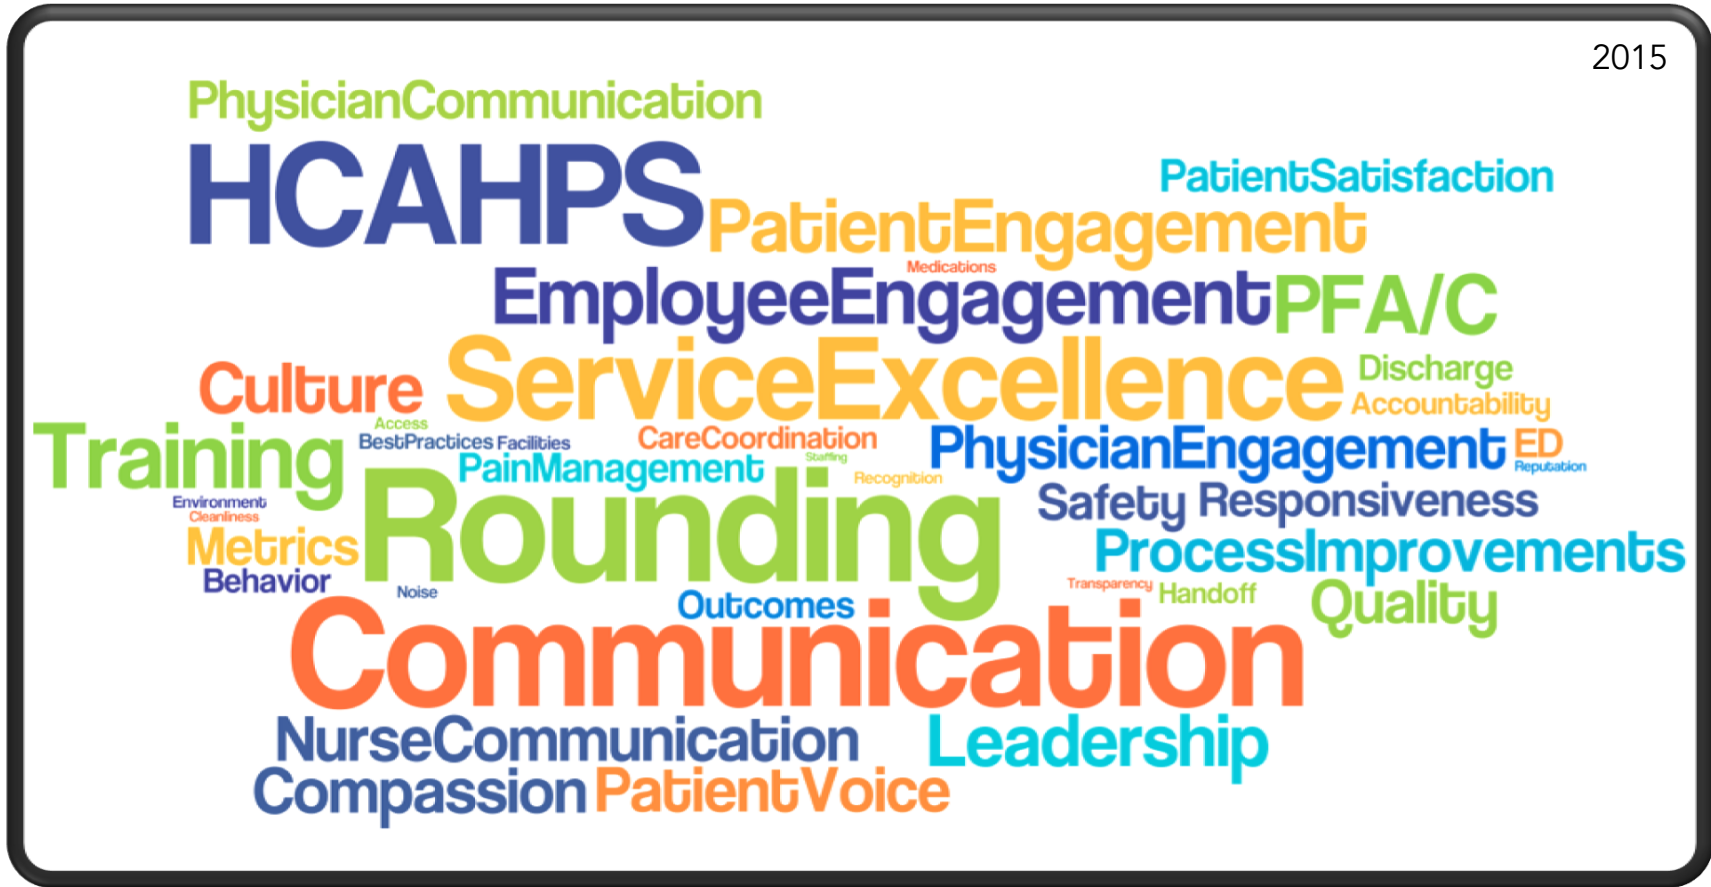 2015
PhysicianCommunication
HCAHPS
PatientSatisfaction
PatientEngagement
Medications
EmployeeEngagement
PFA/C
ServiceExcellence
Culture
Discharge
Accountability
Access
Training
BestPractices
Facilities
CareCoordination
PhysicianEngagement
ED
Staffing
PainManagement
Reputation
Recognition
Environment
Cleanliness
Safety
Responsiveness
Rounding
Metrics
ProcessImprovements
Behavior
Noise
Transparency
Handoff
Outcomes
Quality
Communication
NurseCommunication
Leadership
Compassion
PatientVoice